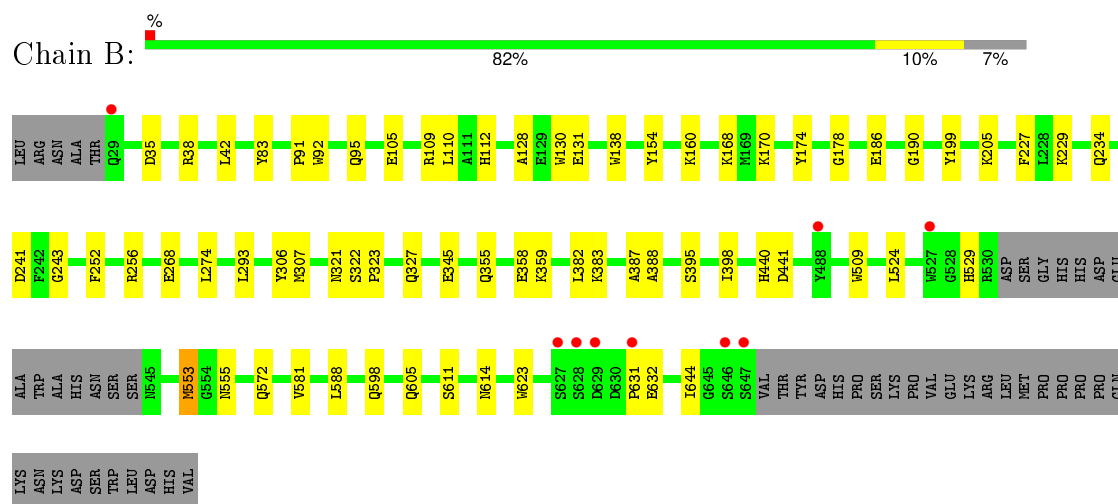 %
Chain B:
82% 10% 7%
LEU ARG ASN ALA THR Q29 D35 R38 L42 Y83 P91 W92 Q95 E105 R109 L110 A111 H112 A128 E129 W130 E131 W138 Y154 K160 K168 M169 K170 Y174 G178 E186 G190 Y199 K205 F227 L228 K229 Q234
D241 F242 G243 F252 R256 E268 L274 L293 Y306 M307 N321 S322 P323 Q327 E345 Q355 E358 K359 L382 K383 A387 A388 S395 I398 H440 D441 Y488 W509 L524 W527 G528 H529 R530 ASP SER GLY HIS HIS ASP GLU
ALA TRP ALA HIS ASN SER SER N545 M553 G554 N555 Q572 V581 L588 Q598 Q605 S611 N614 W623 S627 S628 D629 D630 P631 E632 I644 G645 S646 S647 VAL THR TYR ASP HIS PRO SER LYS PRO VAL GLU LYS ARG LEU MET PRO PRO PRO PRO GLN
LYS ASN LYS ASP SER TRP LEU ASP HIS VAL